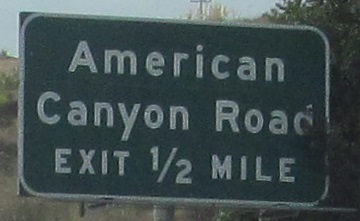 American
Canyon Road
EXIT 1/2 MILE